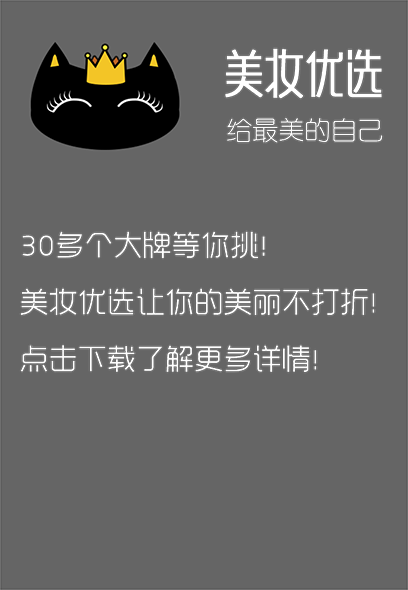 美妆优选
给最美的自己
30多个大牌等你挑!
美妆优选让你的美丽不打折!
点击下载了解更多详情!